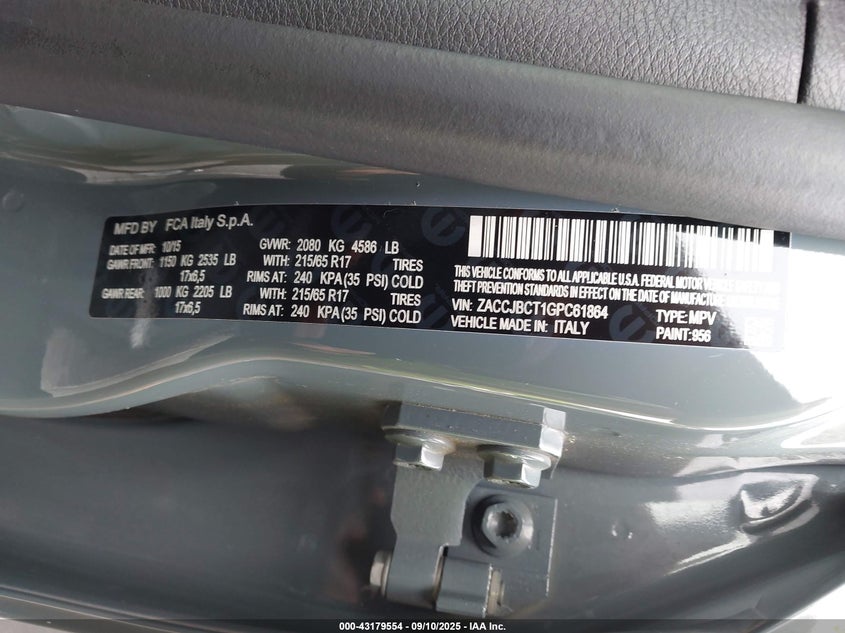 MFD BY FCA Italy S.p.A.
DATE OF MFR: 10/15 GVWR: 2080 KG 4586 LB
GAWR FRONT: 1150 KG 2535 LB WITH: 215/65 R17 TIRES
17x6,5 RIMS AT: 240 KPA(35 PSI) COLD
GAWR REAR: 1000 KG 2205 LB WITH: 215/65 R17 TIRES
17x6,5 RIMS AT: 240 KPA(35 PSI) COLD
THIS VEHICLE CONFORMS TO ALL APPLICABLE U.S.A. FEDERAL MOTOR VEHICLE SAFETY AND
THEFT PREVENTION STANDARDS IN EFFECT ON THE DATE OF MANUFACTURE
VIN: ZACCJBCT1GPC61864 TYPE: MPV
VEHICLE MADE IN: ITALY PAINT: 956
000-43179554 - 09/10/2025 - IAA Inc.